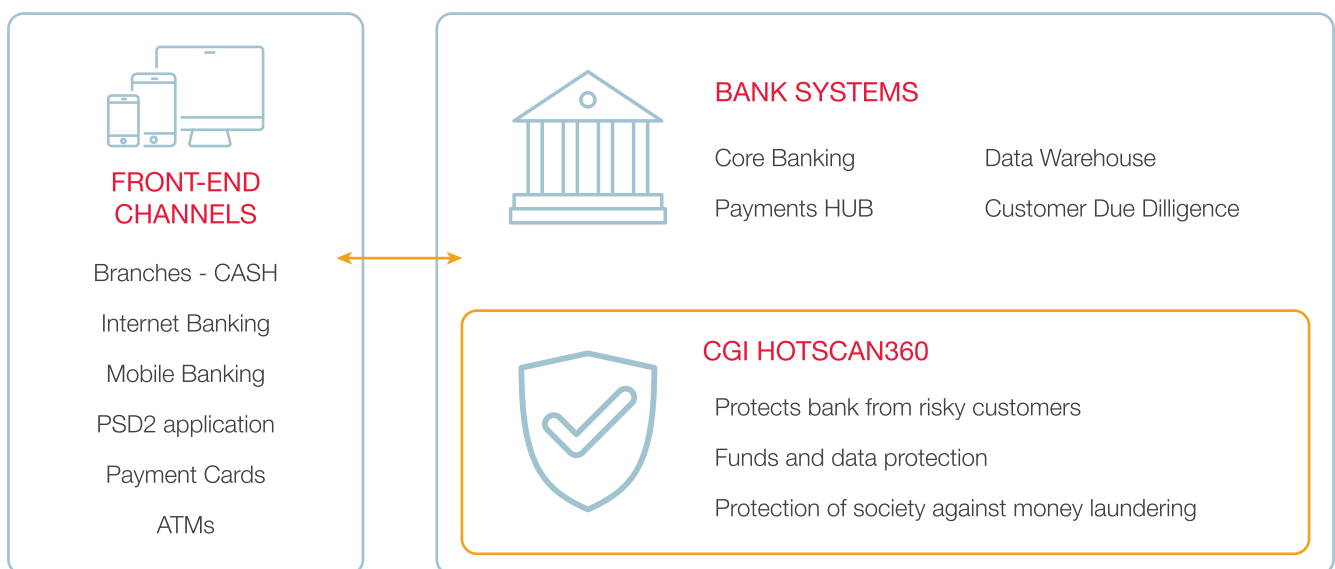 FRONT-END
CHANNELS
Branches - CASH
Internet Banking
Mobile Banking
PSD2 application
Payment Cards
ATMs
BANK SYSTEMS
Core Banking
Data Warehouse
Payments HUB
Customer Due Dilligence
CGI HOTSCAN360
Protects bank from risky customers
Funds and data protection
Protection of society against money laundering